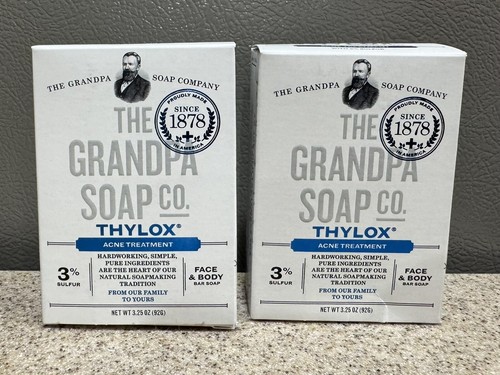 THE GRANDPA SOAP COMPANY
PROUDLY MADE
SINCE
1878
IN AMERICA
THE
GRANDPA
SOAP CO.
THYLOX®
ACNE TREATMENT
HARDWORKING, SIMPLE,
PURE INGREDIENTS
ARE THE HEART OF OUR
NATURAL SOAPMAKING
TRADITION
FROM OUR FAMILY
TO YOURS
3%
SULFUR
FACE
& BODY
BAR SOAP
NET WT 3.25 OZ (92G)
THE GRANDPA SOAP COMPANY
PROUDLY MADE
SINCE
1878
IN AMERICA
THE
GRANDPA
SOAP CO.
THYLOX®
ACNE TREATMENT
HARDWORKING, SIMPLE,
PURE INGREDIENTS
ARE THE HEART OF OUR
NATURAL SOAPMAKING
TRADITION
FROM OUR FAMILY
TO YOURS
3%
SULFUR
FACE
& BODY
BAR SOAP
NET WT 3.25 OZ (92G)